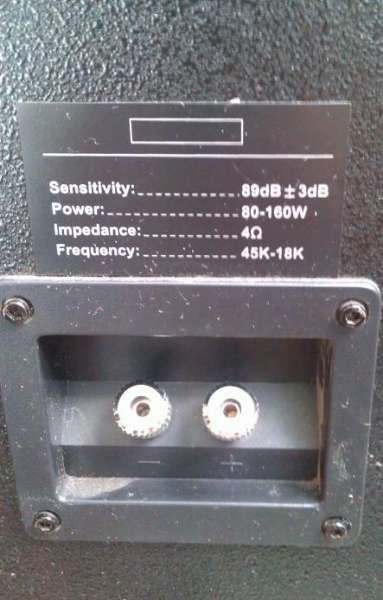 Sensitivity:.............89dB±3dB
Power:...................80-160W
Impedance:..............4Ω
Frequency:..............45K-18K
- +